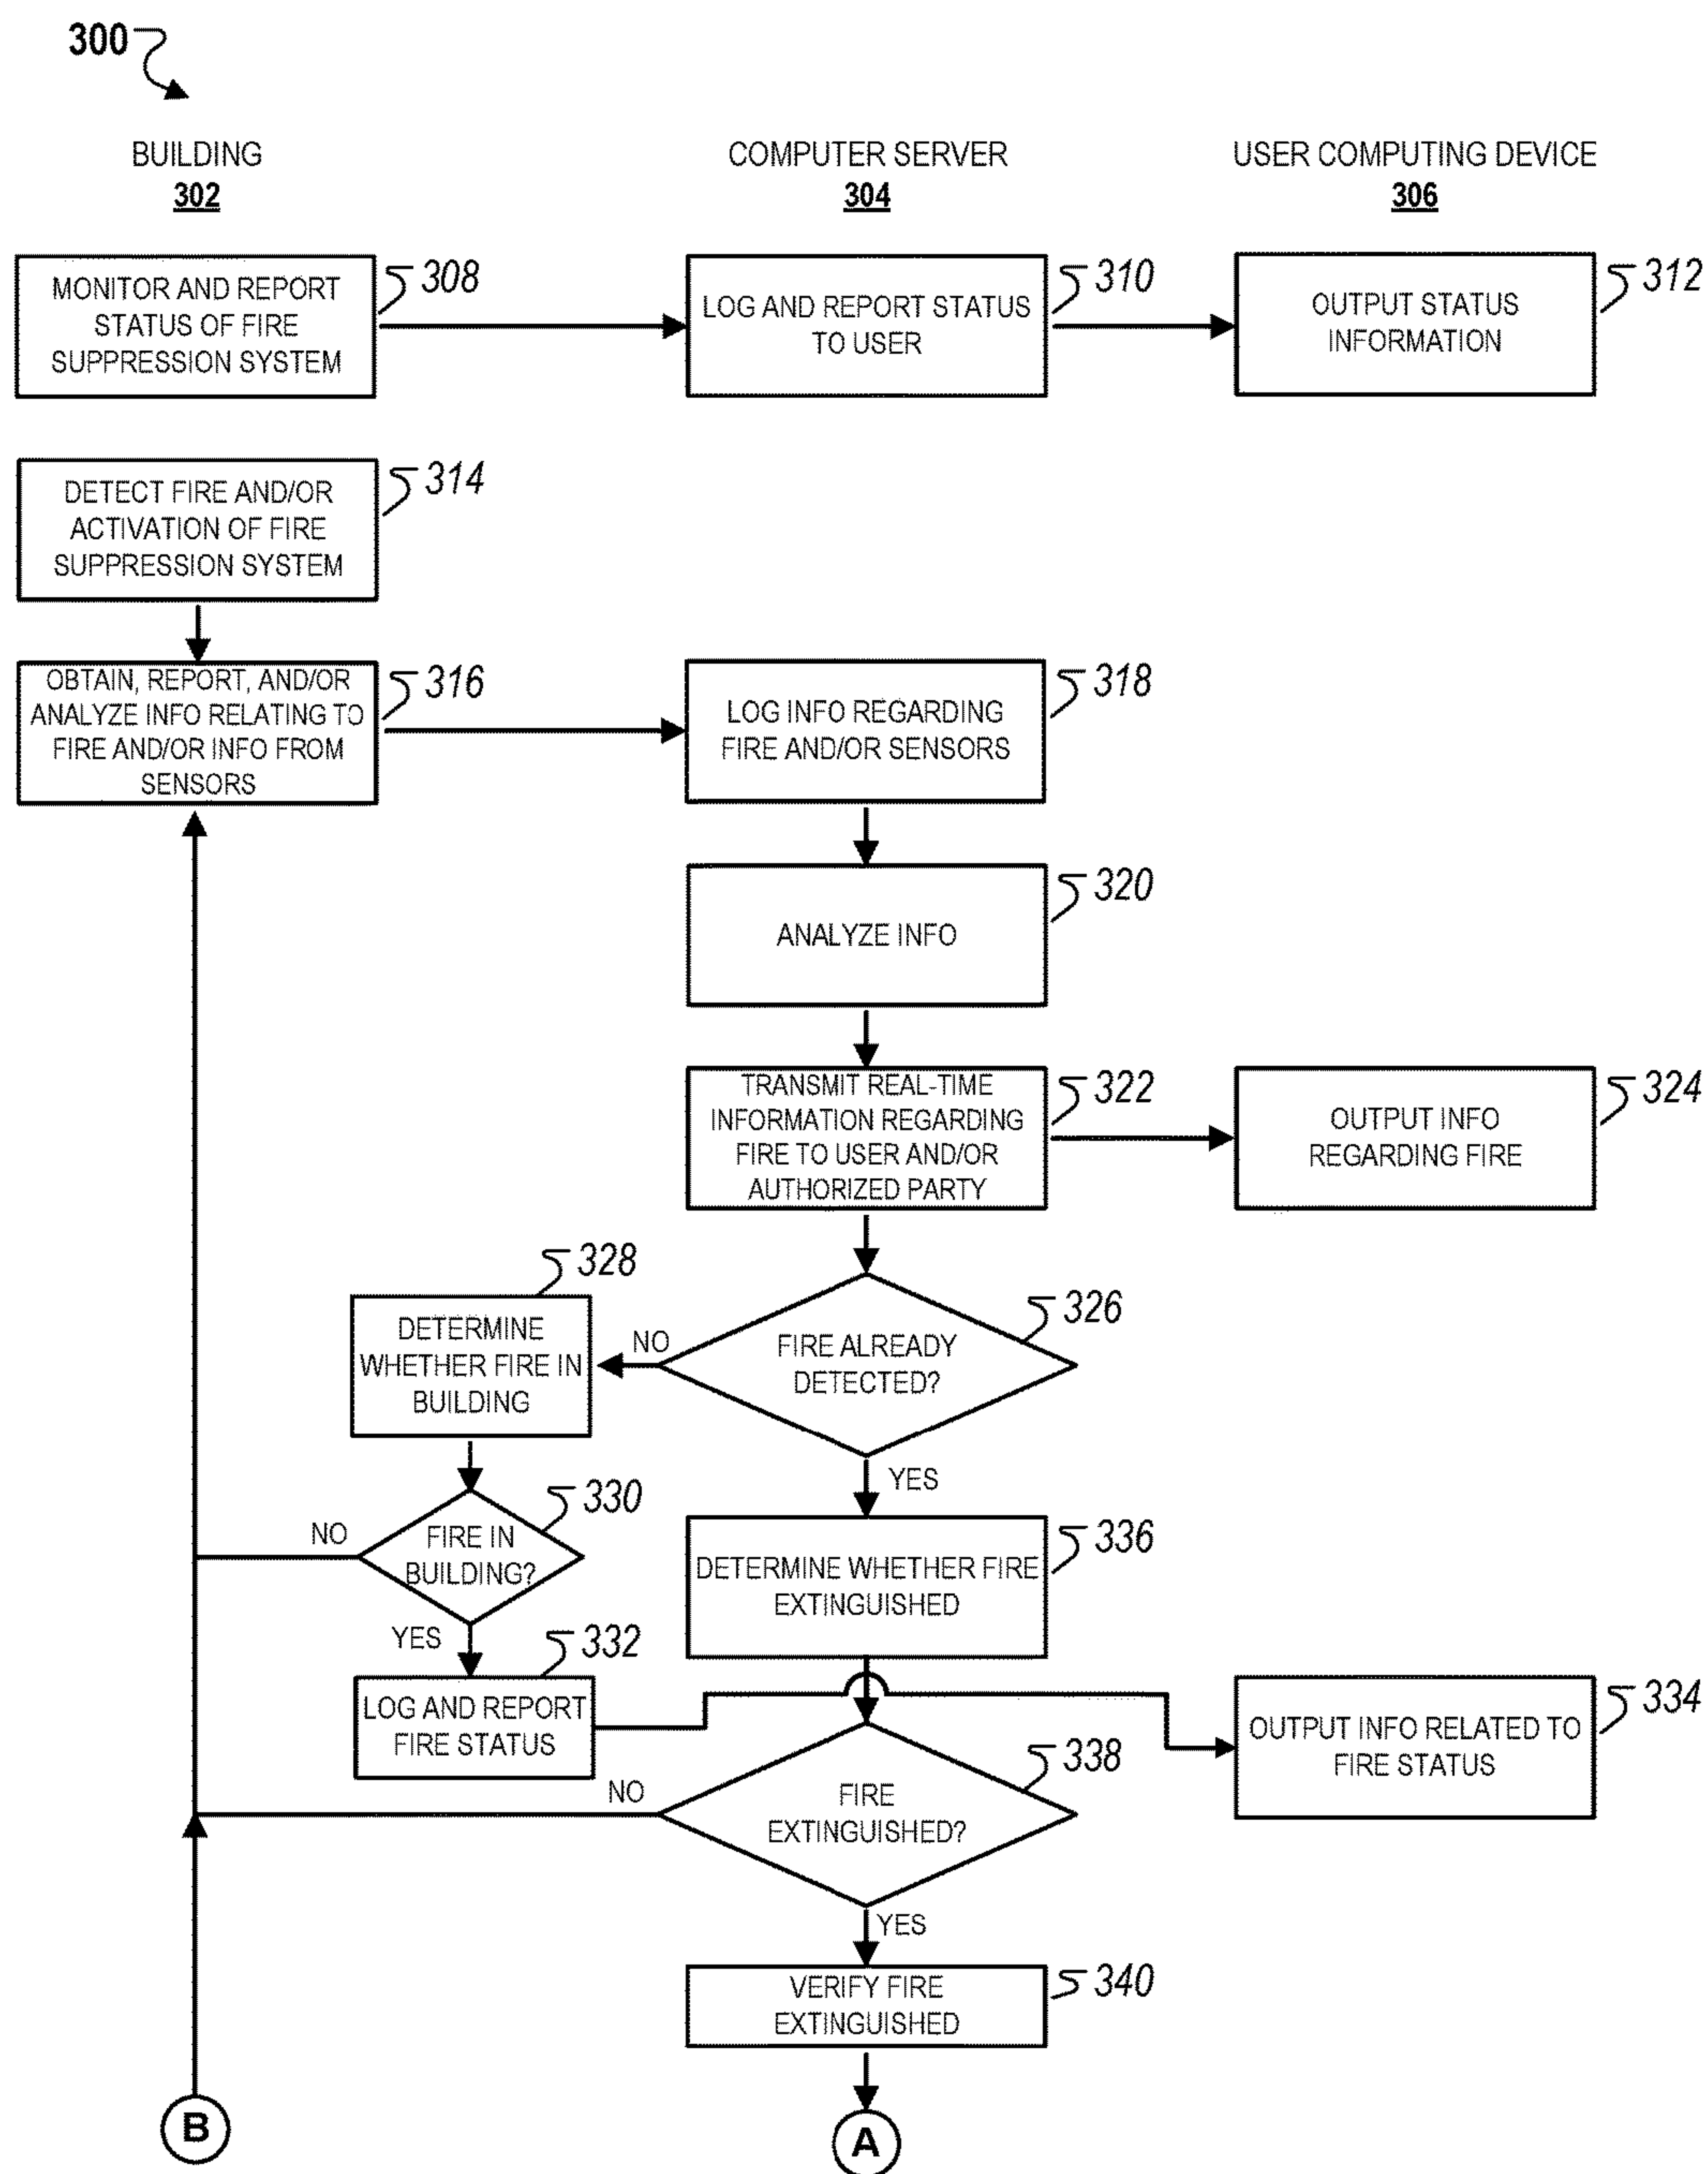 300
BUILDING
302
COMPUTER SERVER
304
USER COMPUTING DEVICE
306
MONITOR AND REPORT
STATUS OF FIRE
SUPPRESSION SYSTEM
308
LOG AND REPORT STATUS
TO USER
310
OUTPUT STATUS
INFORMATION
312
DETECT FIRE AND/OR
ACTIVATION OF FIRE
SUPPRESSION SYSTEM
314
OBTAIN, REPORT, AND/OR
ANALYZE INFO RELATING TO
FIRE AND/OR INFO FROM
SENSORS
316
LOG INFO REGARDING
FIRE AND/OR SENSORS
318
ANALYZE INFO
320
TRANSMIT REAL-TIME
INFORMATION REGARDING
FIRE TO USER AND/OR
AUTHORIZED PARTY
322
OUTPUT INFO
REGARDING FIRE
324
FIRE ALREADY
DETECTED?
326
NO
DETERMINE
WHETHER FIRE IN
BUILDING
328
YES
FIRE IN
BUILDING?
330
NO
YES
DETERMINE WHETHER FIRE
EXTINGUISHED
336
LOG AND REPORT
FIRE STATUS
332
OUTPUT INFO RELATED TO
FIRE STATUS
334
FIRE
EXTINGUISHED?
338
NO
YES
VERIFY FIRE
EXTINGUISHED
340
B
A